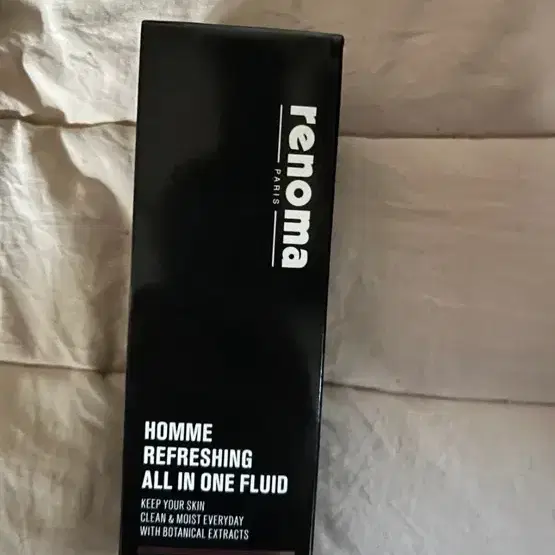 renoma
PARIS
HOMME
REFRESHING
ALL IN ONE FLUID
KEEP YOUR SKIN
CLEAN & MOIST EVERYDAY
WITH BOTANICAL EXTRACTS